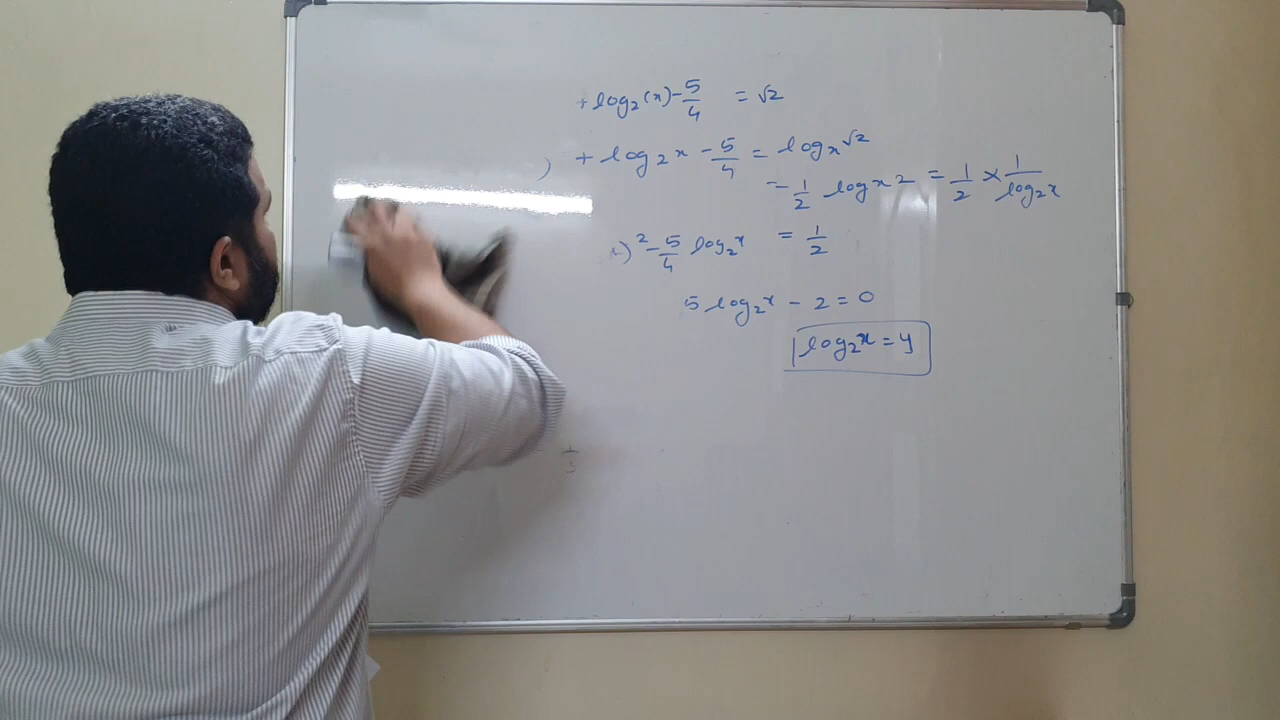 + log₂(x) - 5/4 = √2
) + log₂x - 5/4 = logₓ√2
= 1/2 logₓ2 = 1/2 × 1/log₂x
)² - 5/4 log₂x = 1/2
5 log₂x - 2 = 0
log₂x = y